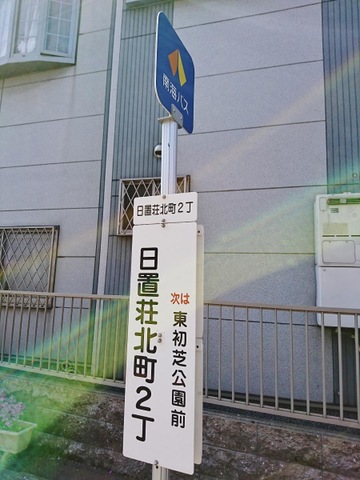 南海バス
日置荘北町2丁
日置荘北町2丁
次は
東初芝公園前